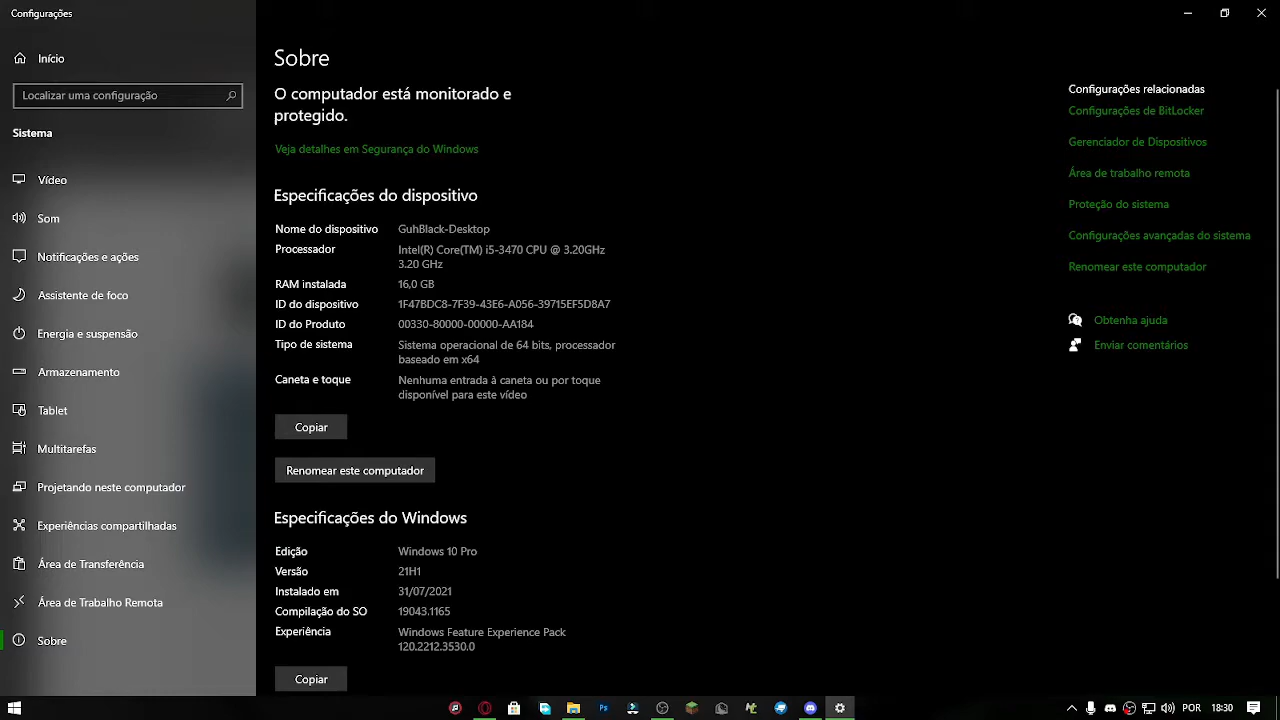 Configurações
Início
Localizar uma configuração
Sistema
Vídeo
Som
Notificações e ações
Assistente de foco
Energia e suspensão
Armazenamento
Tablet
Multitarefas
Projetando neste computador
Experiências compartilhadas
Área de Transferência
Área de Trabalho Remota
Sobre
Sobre
O computador está monitorado e
protegido.
Veja detalhes em Segurança do Windows
Especificações do dispositivo
Nome do dispositivo GuhBlack-Desktop
Processador Intel(R) Core(TM) i5-3470 CPU @ 3.20GHz
3.20 GHz
RAM instalada 16,0 GB
ID do dispositivo 1F47BDC8-7F39-43E6-A056-39715EF5D8A7
ID do Produto 00330-80000-00000-AA184
Tipo de sistema Sistema operacional de 64 bits, processador
baseado em x64
Caneta e toque Nenhuma entrada à caneta ou por toque
disponível para este vídeo
Copiar
Renomear este computador
Especificações do Windows
Edição Windows 10 Pro
Versão 21H1
Instalado em 31/07/2021
Compilação do SO 19043.1165
Experiência Windows Feature Experience Pack
120.2212.3530.0
Copiar
Configurações relacionadas
Configurações de BitLocker
Gerenciador de Dispositivos
Área de trabalho remota
Proteção do sistema
Configurações avançadas do sistema
Renomear este computador
Obtenha ajuda
Enviar comentários
Ps
POR 18:30